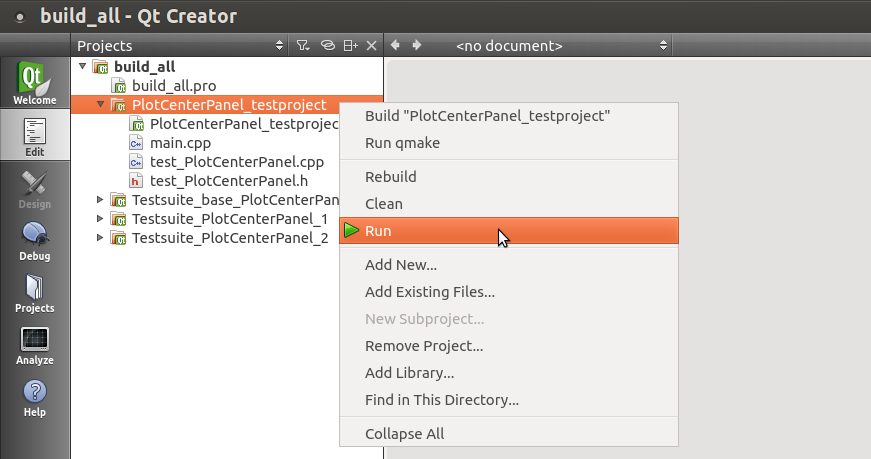 build_all - Qt Creator
Projects
<no document>
Welcome
Edit
Design
Debug
Projects
Analyze
Help
build_all
build_all.pro
PlotCenterPanel_testproject
PlotCenterPanel_testprojec
main.cpp
test_PlotCenterPanel.cpp
test_PlotCenterPanel.h
Testsuite_base_PlotCenterPan
Testsuite_PlotCenterPanel_1
Testsuite_PlotCenterPanel_2
Build "PlotCenterPanel_testproject"
Run qmake
Rebuild
Clean
Run
Add New...
Add Existing Files...
New Subproject...
Remove Project...
Add Library...
Find in This Directory...
Collapse All